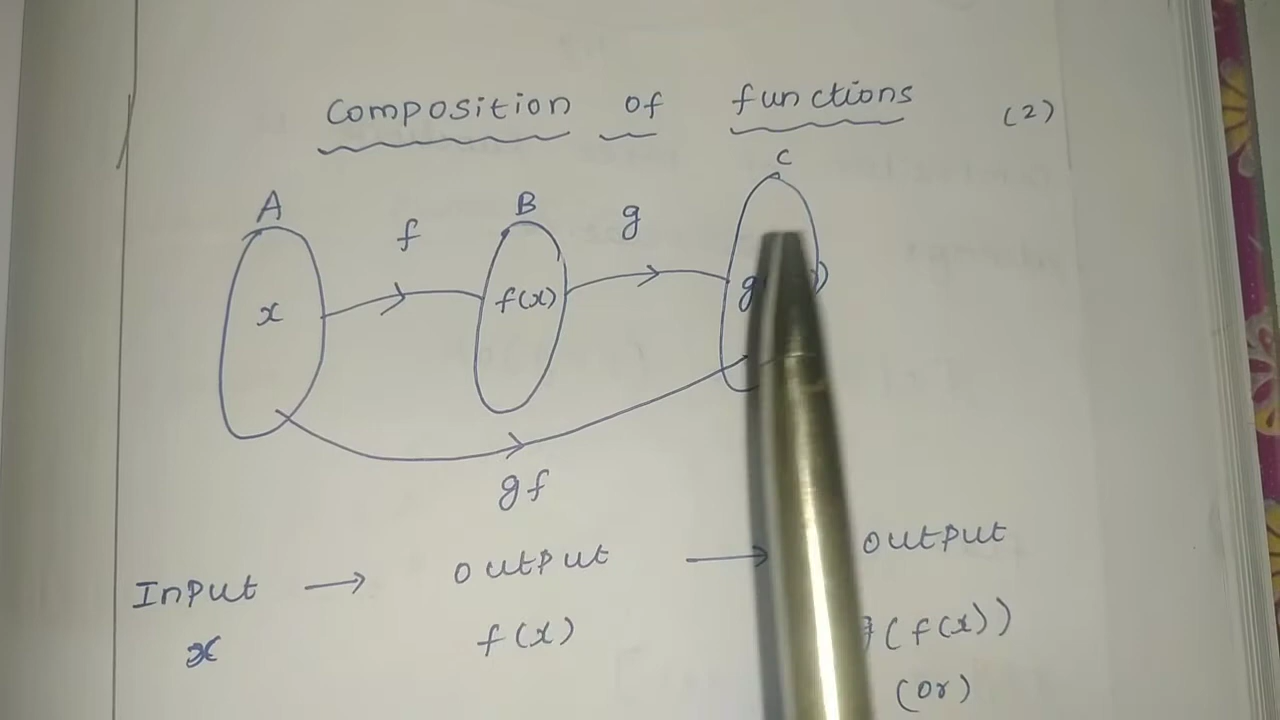 Composition of functions (2)
A B C
f g
x f(x)
gf
Input → output → output
x f(x) (f(x))
(or)